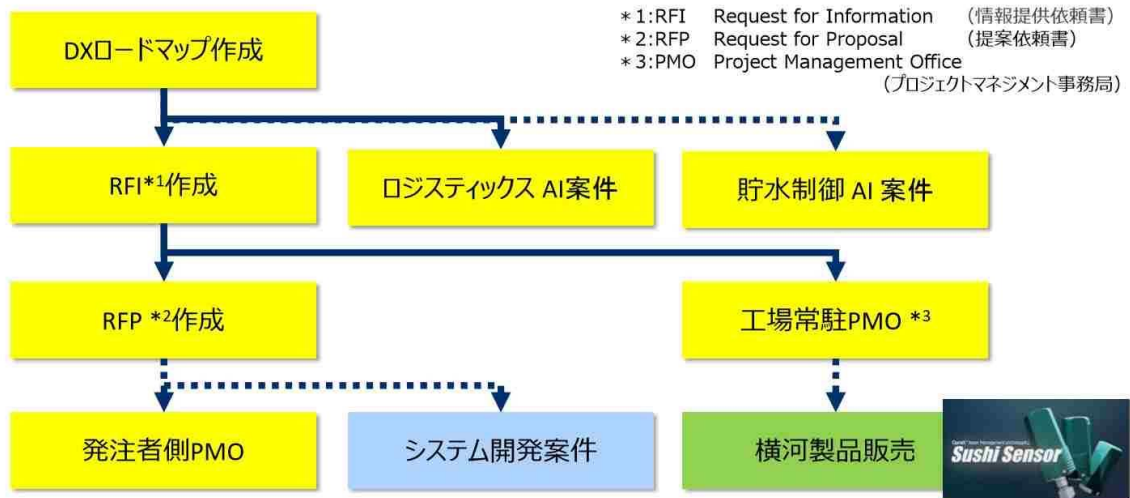 DXロードマップ作成
*1:RFI Request for Information (情報提供依頼書)
*2:RFP Request for Proposal (提案依頼書)
*3:PMO Project Management Office
(プロジェクトマネジメント事務局)
RFI*1作成
ロジスティックス AI案件
貯水制御 AI 案件
RFP *2作成
工場常駐PMO *3
発注者側PMO
システム開発案件
横河製品販売
Sushi Sensor